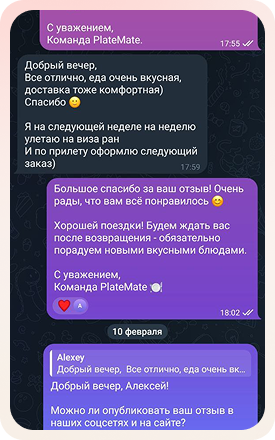 С уважением,
Команда PlateMate.
17:55
Добрый вечер,
Все отлично, еда очень вкусная,
доставка тоже комфортная)
Спасибо 🙂
Я на следующей неделе на неделю
улетаю на виза ран
И по прилету оформлю следующий
заказ)
17:59
Большое спасибо за ваш отзыв! Очень
рады, что вам всё понравилось 😊
Хорошей поездки! Будем ждать вас
после возвращения - обязательно
порадуем новыми вкусными блюдами.
С уважением,
Команда PlateMate 🍽️
❤️ A
18:02
10 февраля
Alexey
Добрый вечер, Все отлично, еда очень вк...
Добрый вечер, Алексей!
Можно ли опубликовать ваш отзыв в
наших соцсетях и на сайте?